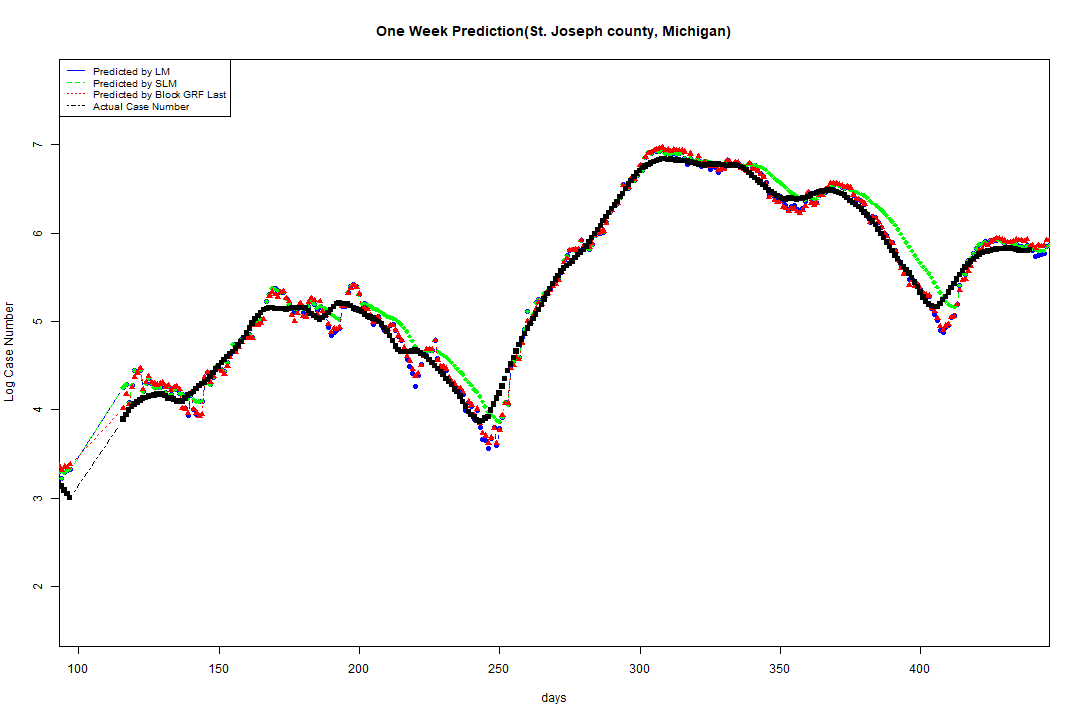 One Week Prediction(St. Joseph county, Michigan)
Predicted by LM
Predicted by SLM
Predicted by Block GRF Last
Actual Case Number
7
6
5
4
3
2
Log Case Number
100 150 200 250 300 350 400
days